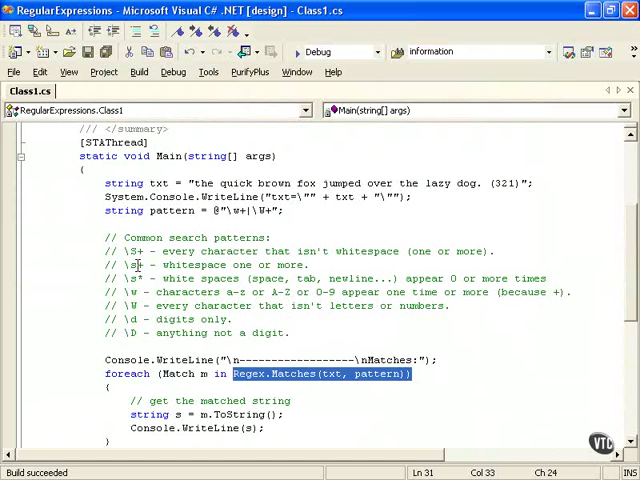 RegularExpressions - Microsoft Visual C# .NET [design] - Class1.cs
Debug
information
File Edit View Project Build Debug Tools PurifyPlus Window Help
Class1.cs
RegularExpressions.Class1
Main(string[] args)
/// </summary>
[STAThread]
static void Main(string[] args)
{
string txt = "the quick brown fox jumped over the lazy dog. (321)";
System.Console.WriteLine("txt=\"" + txt + "\"");
string pattern = @"\w+|\W+";
// Common search patterns:
// \S+ - every character that isn't whitespace (one or more).
// \s+ - whitespace one or more.
// \s* - white spaces (space, tab, newline...) appear 0 or more times
// \w - characters a-z or A-Z or 0-9 appear one time or more (because +).
// \W - every character that isn't letters or numbers.
// \d - digits only.
// \D - anything not a digit.
Console.WriteLine("\n-------------------\nMatches:");
foreach (Match m in Regex.Matches(txt, pattern))
{
// get the matched string
string s = m.ToString();
Console.WriteLine(s);
}
VTC
Build succeeded
Ln 31
Col 33
Ch 24